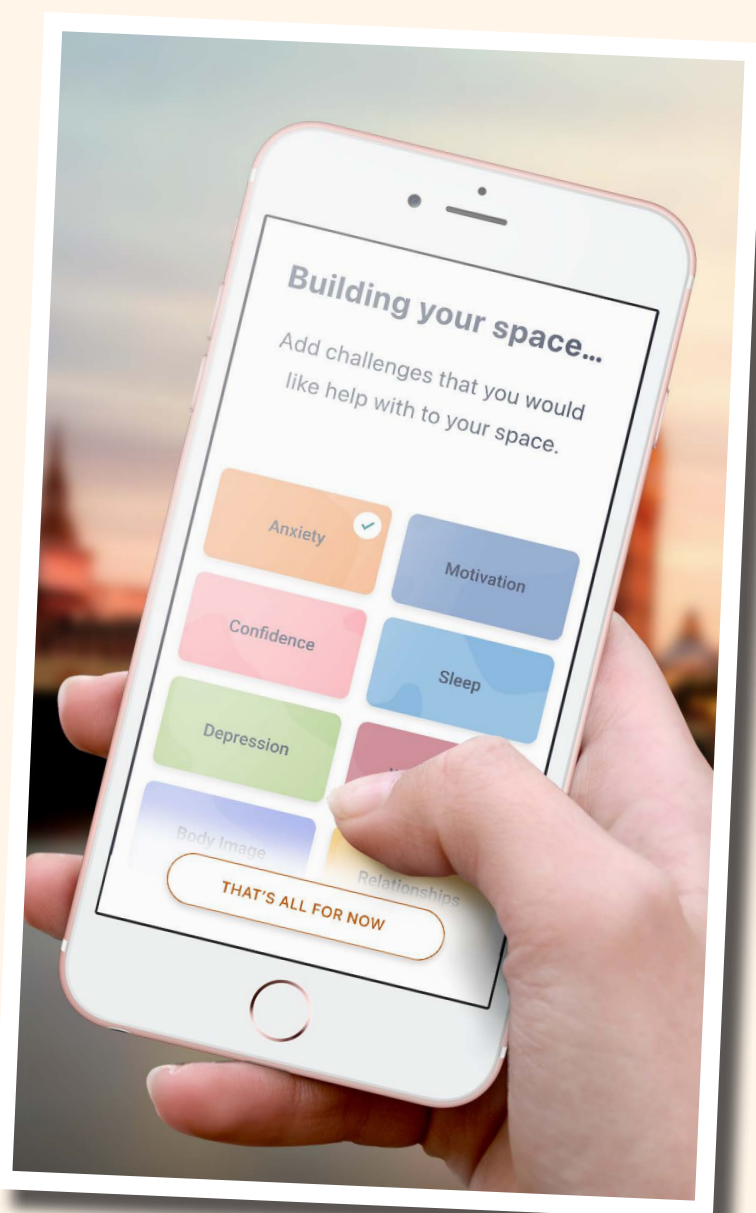 Building your space...
Add challenges that you would
like help with to your space.
Anxiety
Motivation
Confidence
Sleep
Depression
Body Image
Relationships
THAT'S ALL FOR NOW